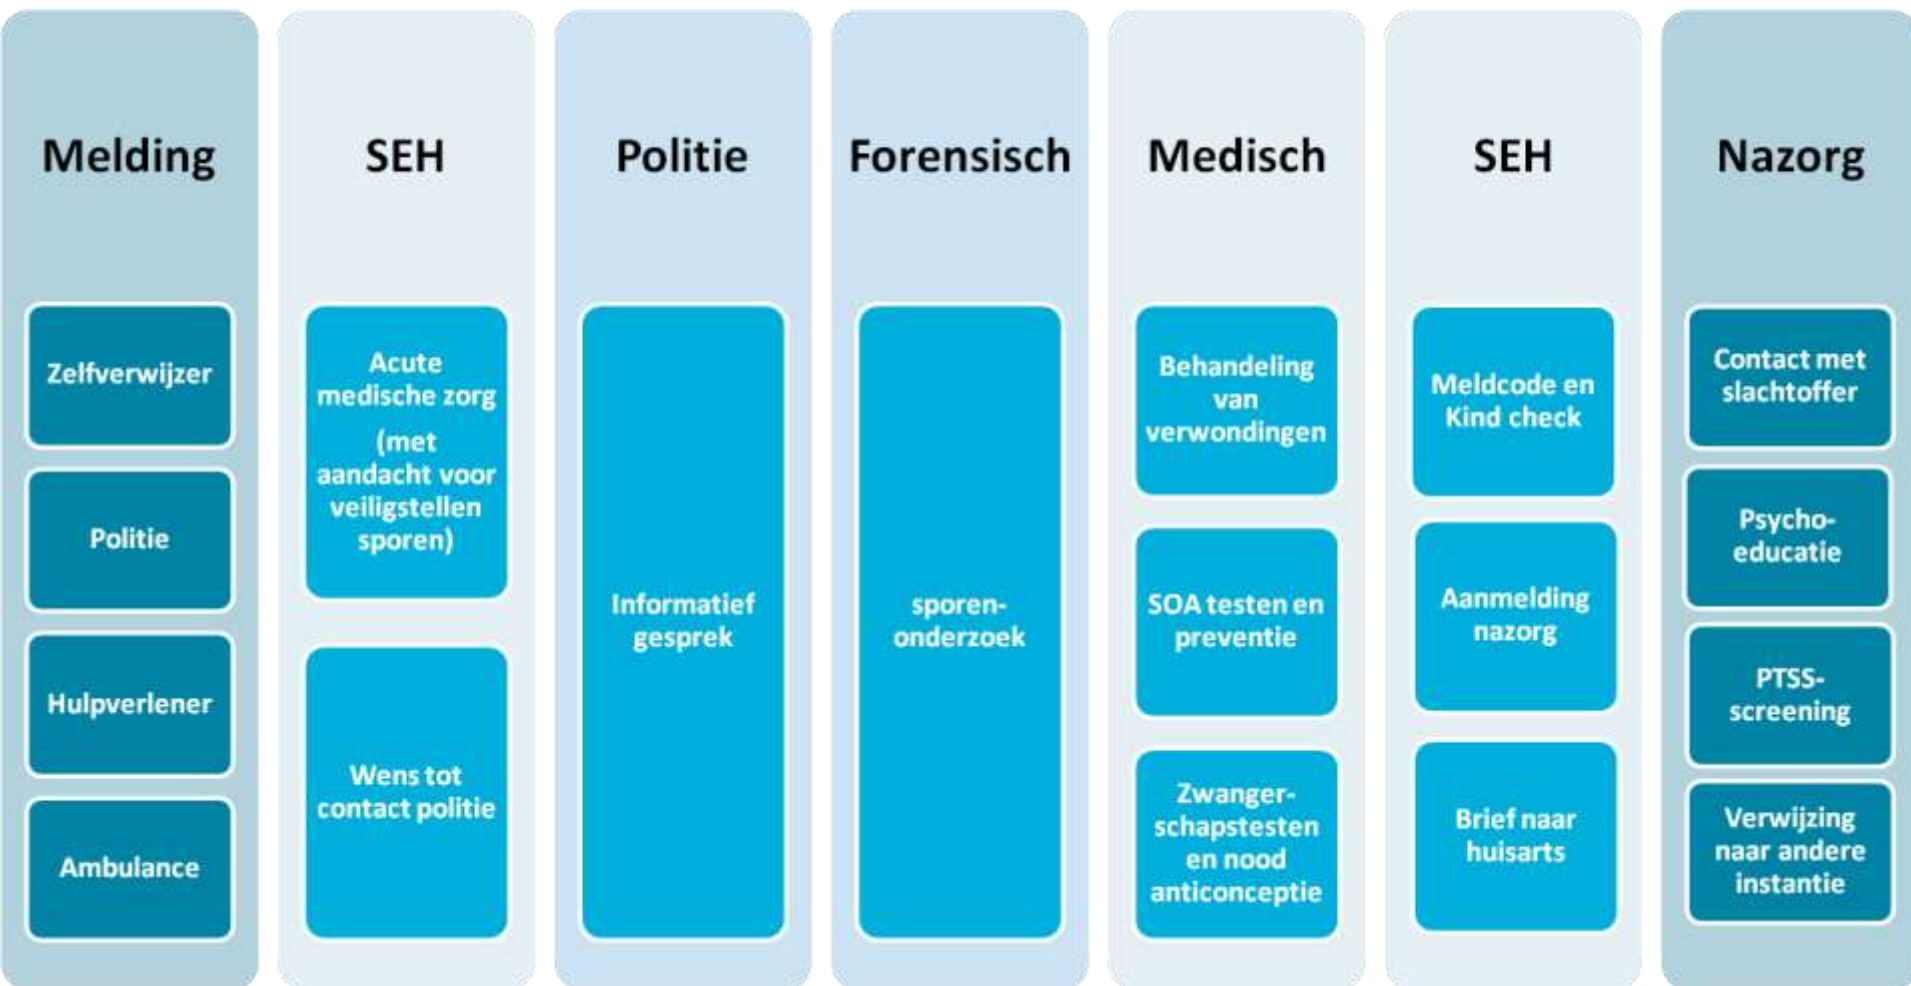 Melding
Zelfverwijzer
Politie
Hulpverlener
Ambulance
SEH
Acute
medische zorg
(met
aandacht voor
veiligstellen
sporen)
Wens tot
contact politie
Politie
Informatief
gesprek
Forensisch
sporen-
onderzoek
Medisch
Behandeling
van
verwondingen
SOA testen en
preventie
Zwanger-
schapstesten
en nood
anticonceptie
SEH
Meldcode en
Kind check
Aanmelding
nazorg
Brief naar
huisarts
Nazorg
Contact met
slachtoffer
Psycho-
educatie
PTSS-
screening
Verwijzing
naar andere
instantie